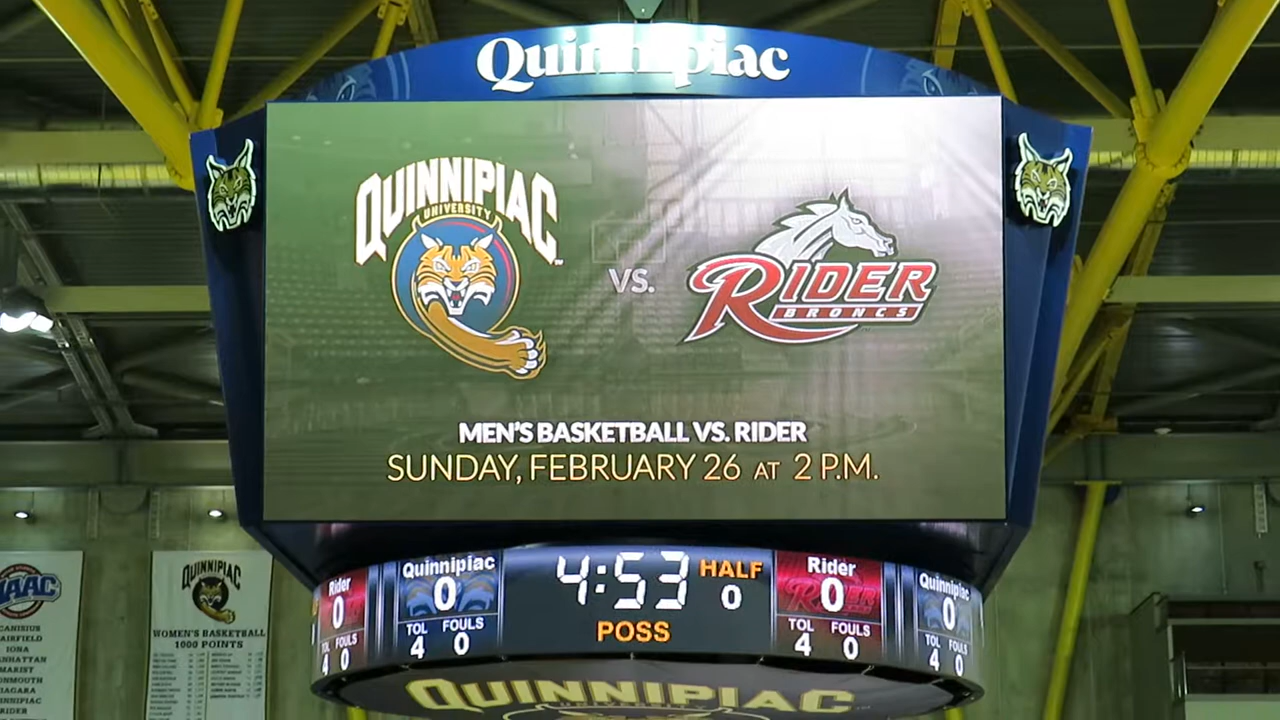 Quinnipiac
QUINNIPIAC
UNIVERSITY
VS.
RIDER
BRONCS
MEN'S BASKETBALL VS. RIDER
SUNDAY, FEBRUARY 26 AT 2 P.M.
Rider
0
TOL FOULS
4 0
Quinnipiac
0
TOL FOULS
4 0
4:53
HALF
0
POSS
Rider
0
TOL FOULS
4 0
Quinnipiac
0
TOL FOULS
4 0
QUINNIPIAC
MAAC
CANISIUS
FAIRFIELD
IONA
MANHATTAN
MARIST
MONMOUTH
NIAGARA
QUINNIPIAC
RIDER
QUINNIPIAC
WOMEN'S BASKETBALL
1000 POINTS